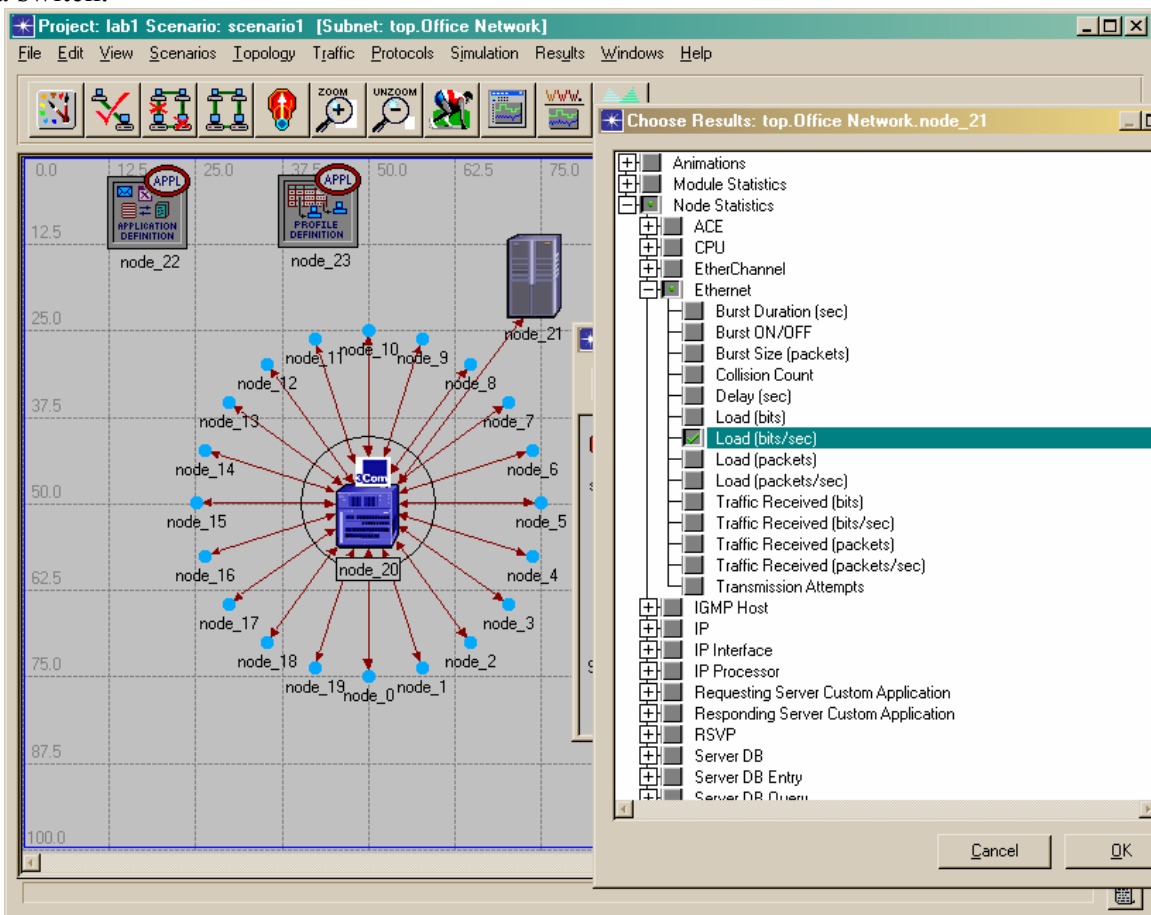 a switch.
Project: lab1 Scenario: scenario1 [Subnet: top.Office Network]
File Edit View Scenarios Topology Traffic Protocols Simulation Results Windows Help
ZOOM UNZOOM
Choose Results: top.Office Network.node_21
0.0 12.5 25.0 37.5 50.0 62.5 75.0
APPL APPL
APPLICATION DEFINITION
PROFILE DEFINITION
12.5
node_22 node_23
25.0
node_21
node_11 node_10 node_9
node_12 node_8
37.5
node_13 node_7
node_14 node_6
3Com
50.0
node_15 node_5
node_20
62.5
node_16 node_4
node_17 node_3
75.0
node_18 node_2
node_19 node_0 node_1
87.5
100.0
Animations
Module Statistics
Node Statistics
ACE
CPU
EtherChannel
Ethernet
Burst Duration (sec)
Burst ON/OFF
Burst Size (packets)
Collision Count
Delay (sec)
Load (bits)
Load (bits/sec)
Load (packets)
Load (packets/sec)
Traffic Received (bits)
Traffic Received (bits/sec)
Traffic Received (packets)
Traffic Received (packets/sec)
Transmission Attempts
IGMP Host
IP
IP Interface
IP Processor
Requesting Server Custom Application
Responding Server Custom Application
RSVP
Server DB
Server DB Entry
Server DB Query
Cancel OK